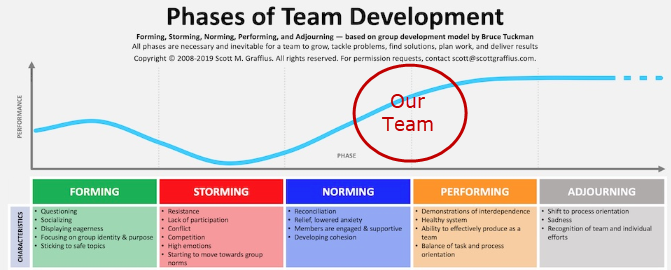 Phases of Team Development
Forming, Storming, Norming, Performing, and Adjourning — based on group development model by Bruce Tuckman
All phases are necessary and inevitable for a team to grow, tackle problems, find solutions, plan work, and deliver results
Copyright © 2008-2019 Scott M. Graffius. All rights reserved. For permission requests, contact scott@scottgraffius.com.
PERFORMANCE
Our
Team
PHASE
FORMING
STORMING
NORMING
PERFORMING
ADJOURNING
CHARACTERISTICS
• Questioning
• Socializing
• Displaying eagerness
• Focusing on group identity & purpose
• Sticking to safe topics
• Resistance
• Lack of participation
• Conflict
• Competition
• High emotions
• Starting to move towards group
norms
• Reconciliation
• Relief, lowered anxiety
• Members are engaged & supportive
• Developing cohesion
• Demonstrations of interdependence
• Healthy system
• Ability to effectively produce as a
team
• Balance of task and process
orientation
• Shift to process orientation
• Sadness
• Recognition of team and individual
efforts